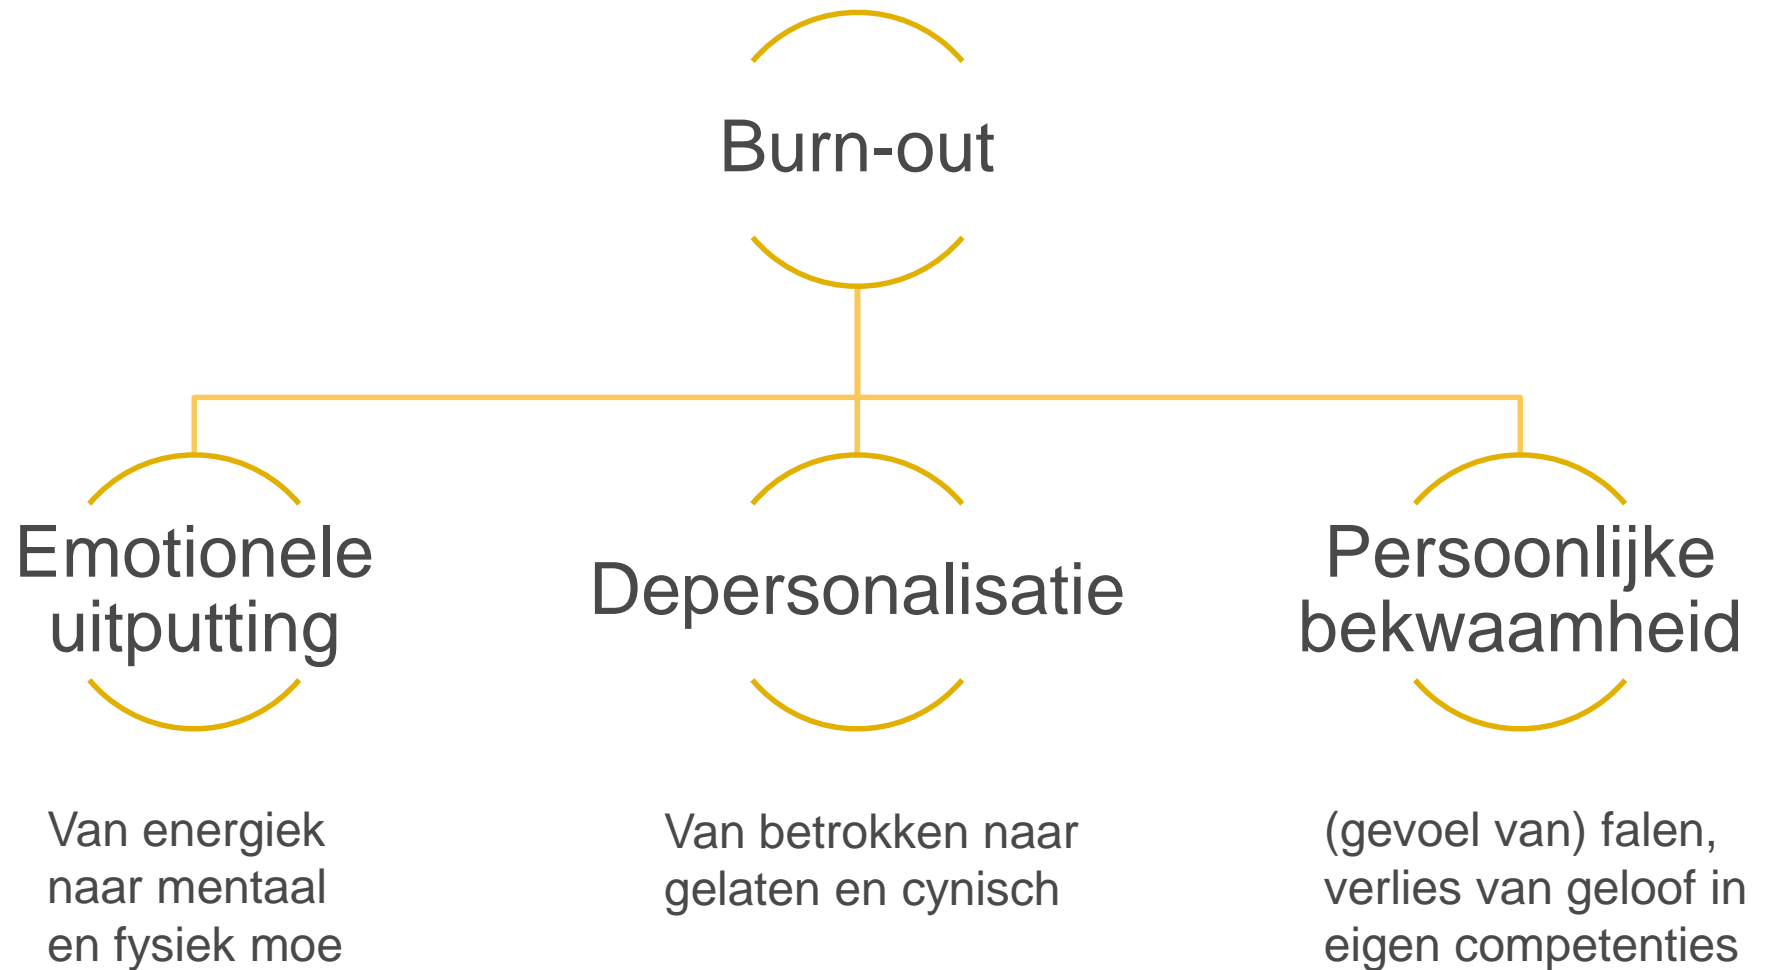 Burn-out
Emotionele
uitputting
Depersonalisatie
Persoonlijke
bekwaamheid
Van energiek
naar mentaal
en fysiek moe
Van betrokken naar
gelaten en cynisch
(gevoel van) falen,
verlies van geloof in
eigen competenties